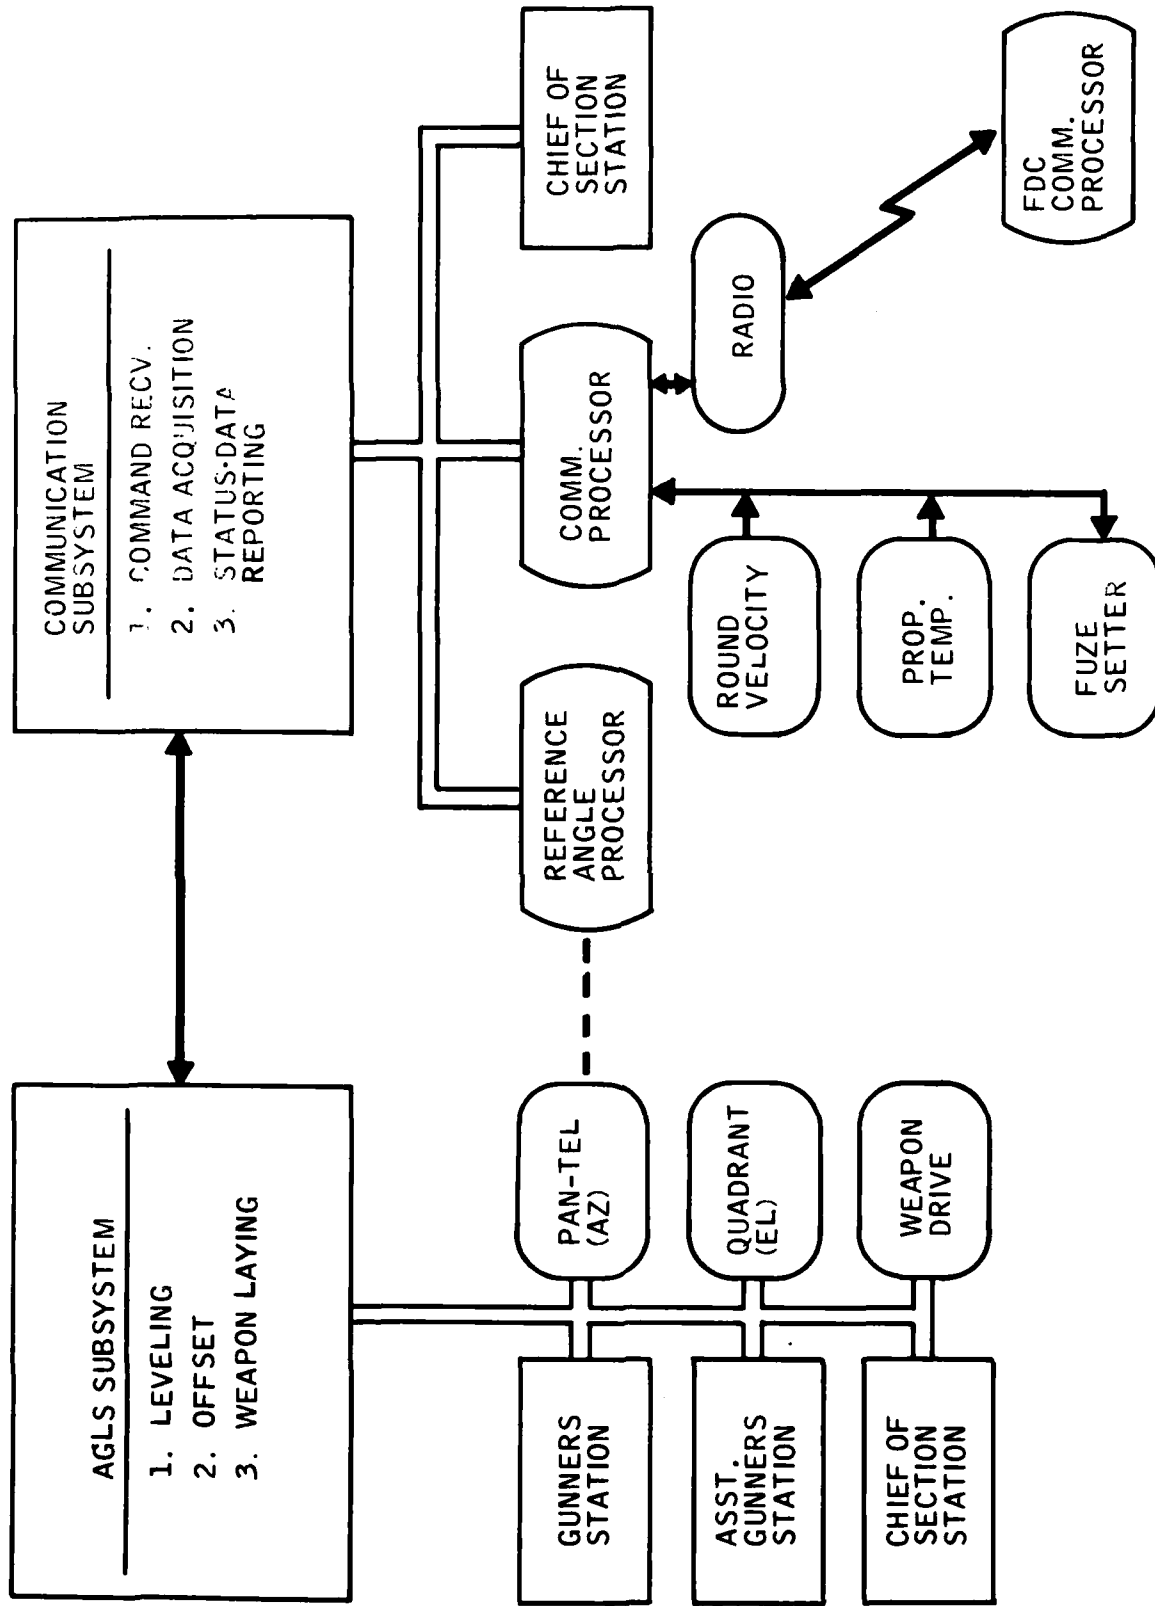 AGLS SUBSYSTEM
1. LEVELING
2. OFFSET
3. WEAPON LAYING
COMMUNICATION
SUBSYSTEM
1. COMMAND RECV.
2. DATA ACQUISITION
3. STATUS-DATA
REPORTING
GUNNERS
STATION
PAN-TEL
(AZ)
REFERENCE
ANGLE
PROCESSOR
COMM.
PROCESSOR
CHIEF OF
SECTION
STATION
ASST.
GUNNERS
STATION
QUADRANT
(EL)
ROUND
VELOCITY
RADIO
CHIEF OF
SECTION
STATION
WEAPON
DRIVE
PROP.
TEMP.
FUZE
SETTER
FDC
COMM.
PROCESSOR